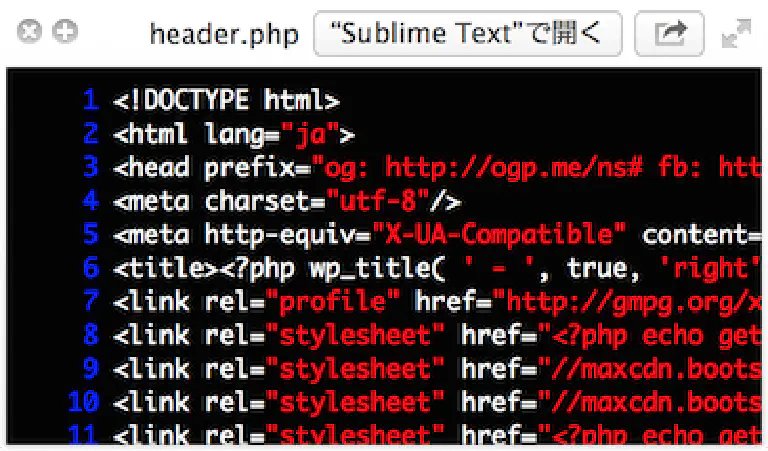 header.php “Sublime Text”で開く
1 <!DOCTYPE html>
2 <html lang="ja">
3 <head prefix="og: http://ogp.me/ns# fb: htt
4 <meta charset="utf-8"/>
5 <meta http-equiv="X-UA-Compatible" content=
6 <title><?php wp_title( ' - ', true, 'right'
7 <link rel="profile" href="http://gmpg.org/x
8 <link rel="stylesheet" href="<?php echo get
9 <link rel="stylesheet" href="//maxcdn.boots
10 <link rel="stylesheet" href="//maxcdn.boots
11 <link rel="stylesheet" href="<?php echo get